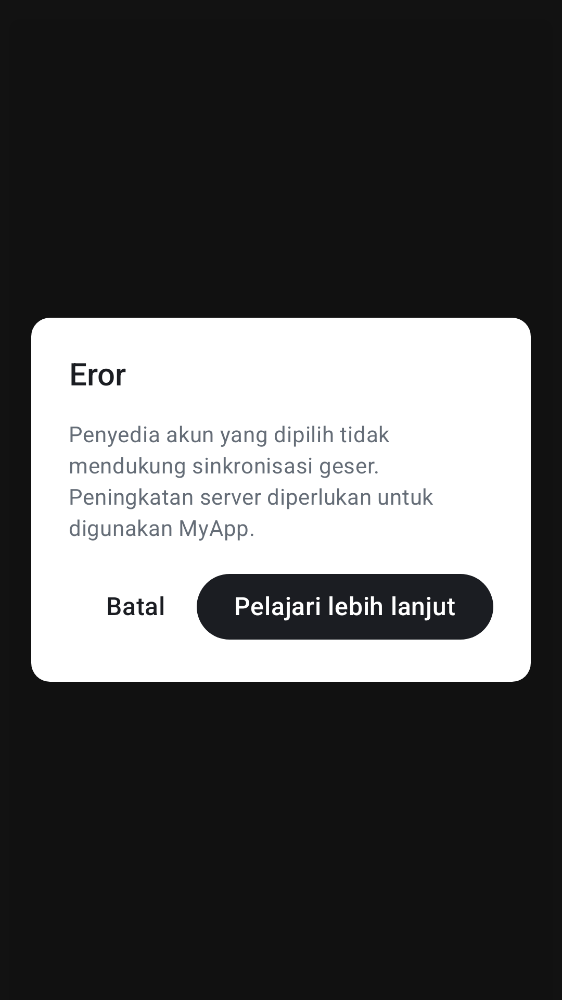 Eror
Penyedia akun yang dipilih tidak
mendukung sinkronisasi geser.
Peningkatan server diperlukan untuk
digunakan MyApp.
Batal
Pelajari lebih lanjut